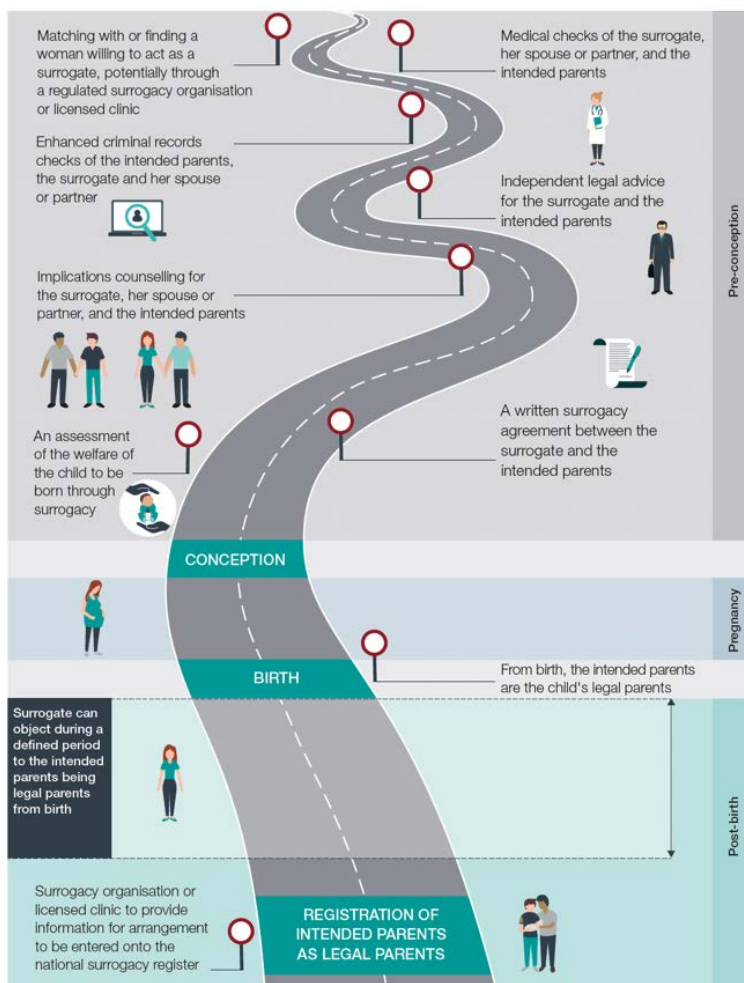 Matching with or finding a
woman willing to act as a
surrogate, potentially through
a regulated surrogacy organisation
or licensed clinic
Medical checks of the surrogate,
her spouse or partner, and the
intended parents
Enhanced criminal records
checks of the intended parents,
the surrogate and her spouse
or partner
Independent legal advice
for the surrogate and the
intended parents
Implications counselling for
the surrogate, her spouse or
partner, and the intended parents
A written surrogacy
agreement between the
surrogate and the
intended parents
An assessment
of the welfare of
the child to be
born through
surrogacy
Pre-conception
CONCEPTION
Pregnancy
BIRTH
From birth, the intended parents
are the child's legal parents
Surrogate can
object during a
defined period
to the intended
parents being
legal parents
from birth
Post-birth
Surrogacy organisation or
licensed clinic to provide
information for arrangement
to be entered onto the
national surrogacy register
REGISTRATION OF
INTENDED PARENTS
AS LEGAL PARENTS